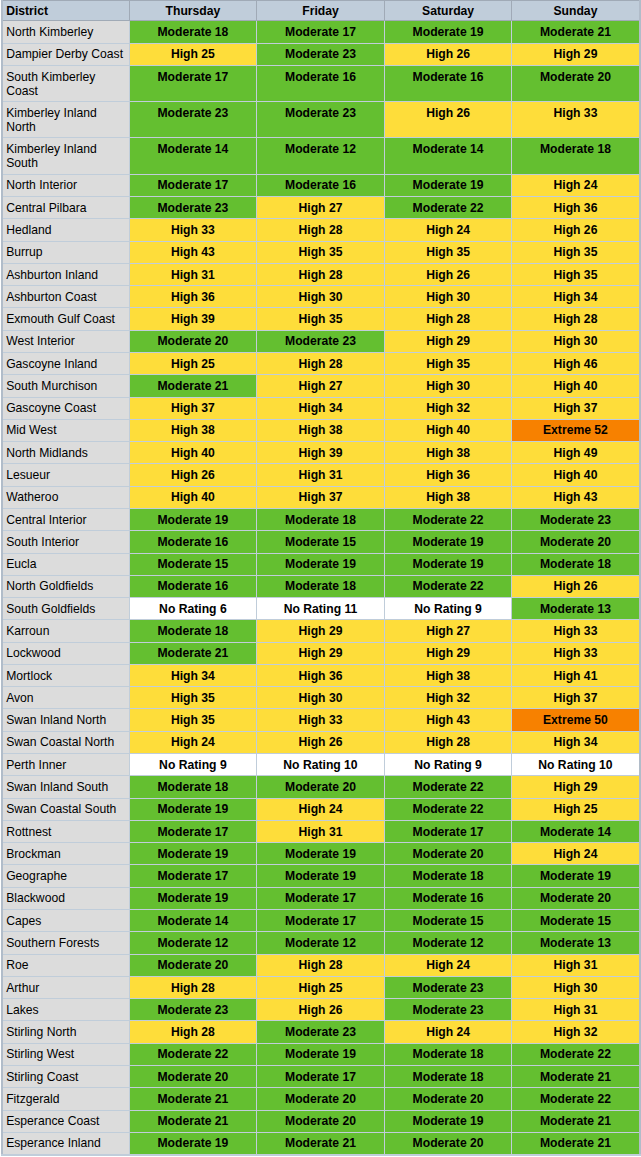 District Thursday Friday Saturday Sunday
North Kimberley Moderate 18 Moderate 17 Moderate 19 Moderate 21
Dampier Derby Coast High 25 Moderate 23 High 26 High 29
South Kimberley Moderate 17 Moderate 16 Moderate 16 Moderate 20
Coast
Kimberley Inland Moderate 23 Moderate 23 High 26 High 33
North
Kimberley Inland Moderate 14 Moderate 12 Moderate 14 Moderate 18
South
North Interior Moderate 17 Moderate 16 Moderate 19 High 24
Central Pilbara Moderate 23 High 27 Moderate 22 High 36
Hedland High 33 High 28 High 24 High 26
Burrup High 43 High 35 High 35 High 35
Ashburton Inland High 31 High 28 High 26 High 35
Ashburton Coast High 36 High 30 High 30 High 34
Exmouth Gulf Coast High 39 High 35 High 28 High 28
West Interior Moderate 20 Moderate 23 High 29 High 30
Gascoyne Inland High 25 High 28 High 35 High 46
South Murchison Moderate 21 High 27 High 30 High 40
Gascoyne Coast High 37 High 34 High 32 High 37
Mid West High 38 High 38 High 40 Extreme 52
North Midlands High 40 High 39 High 38 High 49
Lesueur High 26 High 31 High 36 High 40
Watheroo High 40 High 37 High 38 High 43
Central Interior Moderate 19 Moderate 18 Moderate 22 Moderate 23
South Interior Moderate 16 Moderate 15 Moderate 19 Moderate 20
Eucla Moderate 15 Moderate 19 Moderate 19 Moderate 18
North Goldfields Moderate 16 Moderate 18 Moderate 22 High 26
South Goldfields No Rating 6 No Rating 11 No Rating 9 Moderate 13
Karroun Moderate 18 High 29 High 27 High 33
Lockwood Moderate 21 High 29 High 29 High 33
Mortlock High 34 High 36 High 38 High 41
Avon High 35 High 30 High 32 High 37
Swan Inland North High 35 High 33 High 43 Extreme 50
Swan Coastal North High 24 High 26 High 28 High 34
Perth Inner No Rating 9 No Rating 10 No Rating 9 No Rating 10
Swan Inland South Moderate 18 Moderate 20 Moderate 22 High 29
Swan Coastal South Moderate 19 High 24 Moderate 22 High 25
Rottnest Moderate 17 High 31 Moderate 17 Moderate 14
Brockman Moderate 19 Moderate 19 Moderate 20 High 24
Geographe Moderate 17 Moderate 19 Moderate 18 Moderate 19
Blackwood Moderate 19 Moderate 17 Moderate 16 Moderate 20
Capes Moderate 14 Moderate 17 Moderate 15 Moderate 15
Southern Forests Moderate 12 Moderate 12 Moderate 12 Moderate 13
Roe Moderate 20 High 28 High 24 High 31
Arthur High 28 High 25 Moderate 23 High 30
Lakes Moderate 23 High 26 Moderate 23 High 31
Stirling North High 28 Moderate 23 High 24 High 32
Stirling West Moderate 22 Moderate 19 Moderate 18 Moderate 22
Stirling Coast Moderate 20 Moderate 17 Moderate 18 Moderate 21
Fitzgerald Moderate 21 Moderate 20 Moderate 20 Moderate 22
Esperance Coast Moderate 21 Moderate 20 Moderate 19 Moderate 21
Esperance Inland Moderate 19 Moderate 21 Moderate 20 Moderate 21